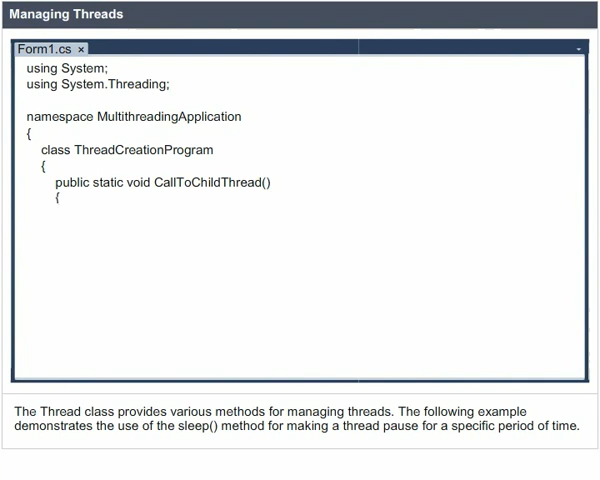 Managing Threads
Form1.cs ×
using System;
using System.Threading;
namespace MultithreadingApplication
{
class ThreadCreationProgram
{
public static void CallToChildThread()
{
The Thread class provides various methods for managing threads. The following example
demonstrates the use of the sleep() method for making a thread pause for a specific period of time.